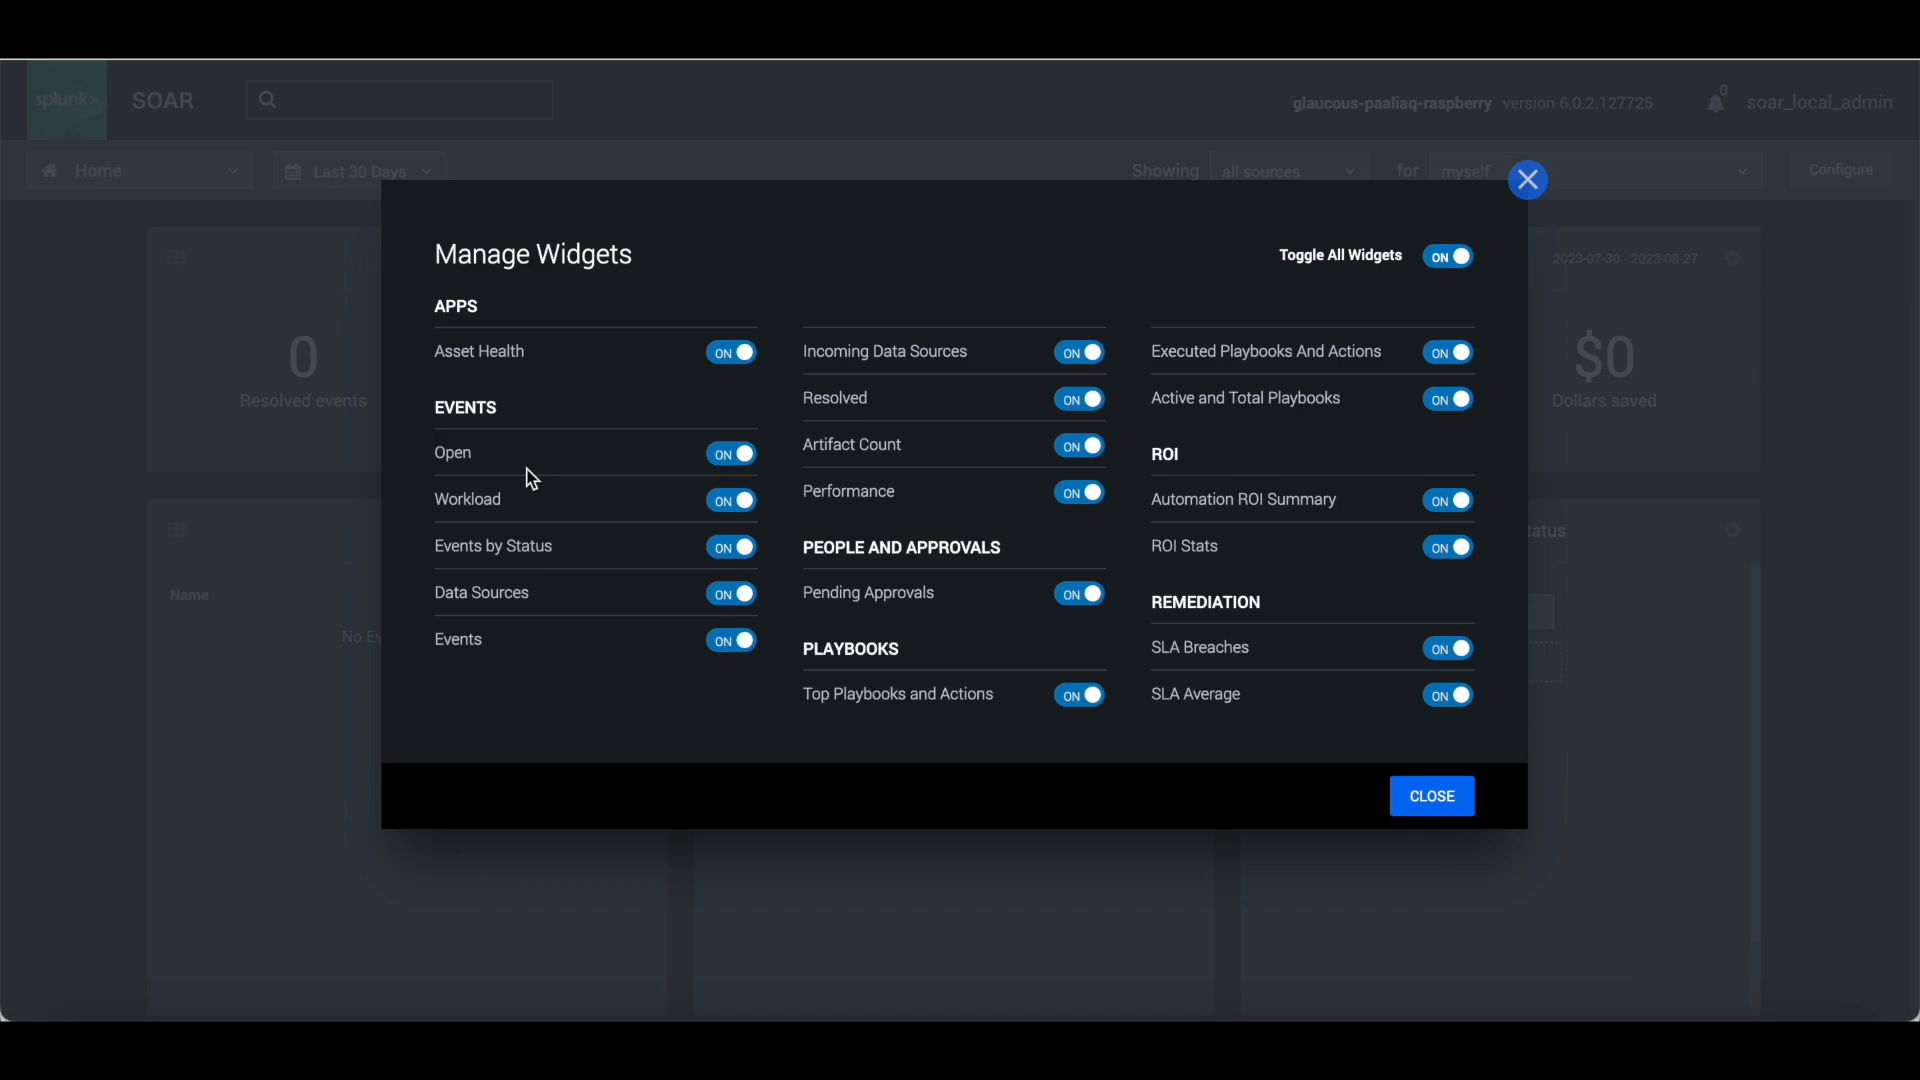 splunk>
SOAR
glaucous-paaliaq-raspberry version 6.0.2.127725
0
soar_local_admin
Home
Last 30 Days
Showing
all sources
for
myself
Configure
Manage Widgets
Toggle All Widgets
ON
APPS
Asset Health
ON
EVENTS
Open
ON
Workload
ON
Events by Status
ON
Data Sources
ON
Events
ON
Incoming Data Sources
ON
Resolved
ON
Artifact Count
ON
Performance
ON
PEOPLE AND APPROVALS
Pending Approvals
ON
PLAYBOOKS
Top Playbooks and Actions
ON
Executed Playbooks And Actions
ON
Active and Total Playbooks
ON
ROI
Automation ROI Summary
ON
ROI Stats
ON
REMEDIATION
SLA Breaches
ON
SLA Average
ON
CLOSE
0
Resolved events
2023-07-30 - 2023-08-27
$0
Dollars saved
Name
No Ev
tatus